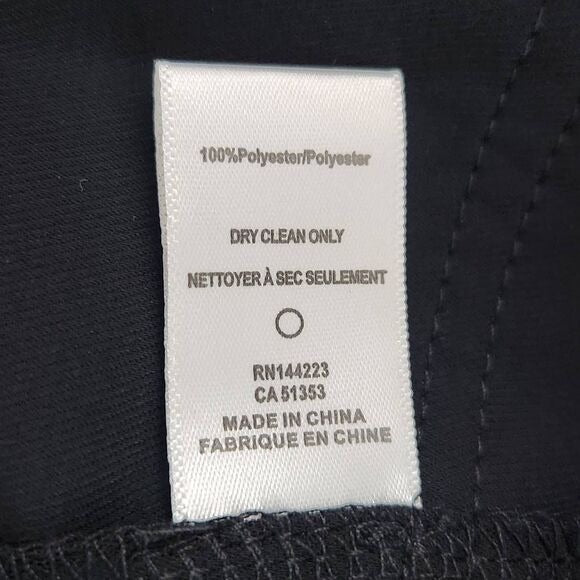 100%Polyester/Polyester
DRY CLEAN ONLY
NETTOYER À SEC SEULEMENT
RN144223
CA 51353
MADE IN CHINA
FABRIQUE EN CHINE